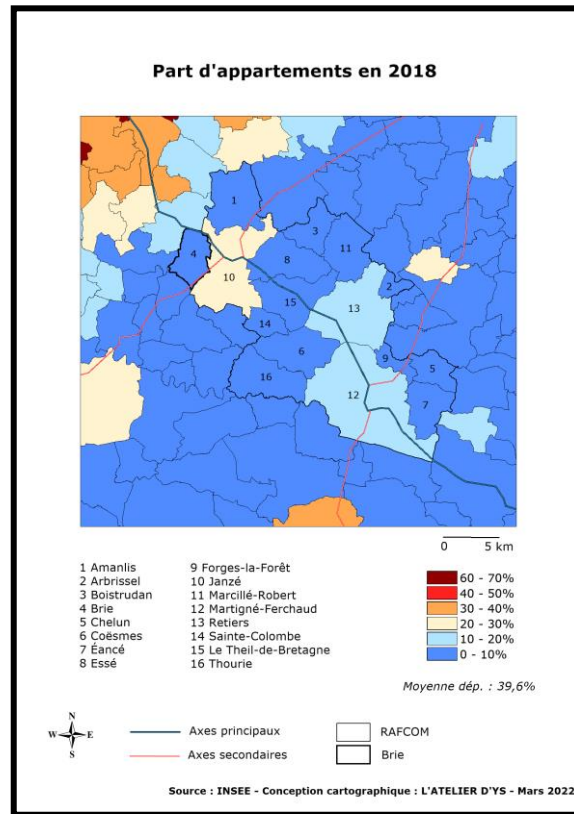 Part d'appartements en 2018
1
3
11
4
8
2
10
15
13
14
6
9
5
16
12
7
0 5 km
1 Amanlis
2 Arbrissel
3 Boistrudan
4 Brie
5 Chelun
6 Coësmes
7 Éancé
8 Essé
9 Forges-la-Forêt
10 Janzé
11 Marcillé-Robert
12 Martigné-Ferchaud
13 Retiers
14 Sainte-Colombe
15 Le Theil-de-Bretagne
16 Thourie
60 - 70%
40 - 50%
30 - 40%
20 - 30%
10 - 20%
0 - 10%
Moyenne dép. : 39,6%
N
W E
S
Axes principaux
Axes secondaires
RAFCOM
Brie
Source : INSEE - Conception cartographique : L'ATELIER D'YS - Mars 2022